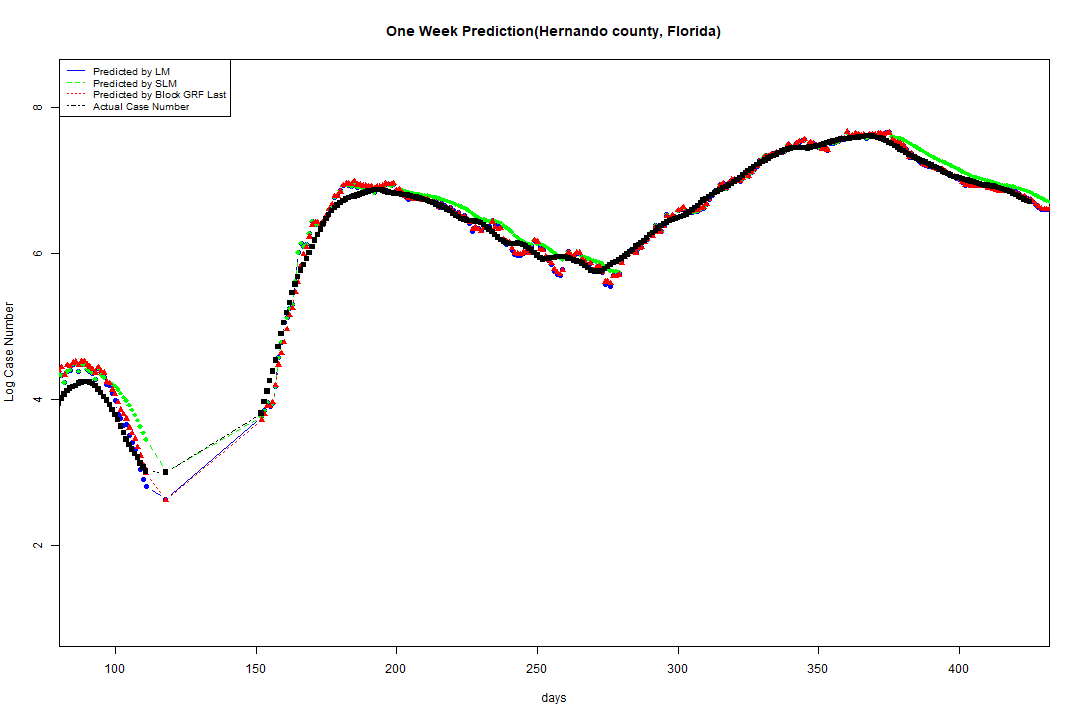 One Week Prediction(Hernando county, Florida)
Predicted by LM
Predicted by SLM
Predicted by Block GRF Last
Actual Case Number
8
6
4
2
Log Case Number
100 150 200 250 300 350 400
days